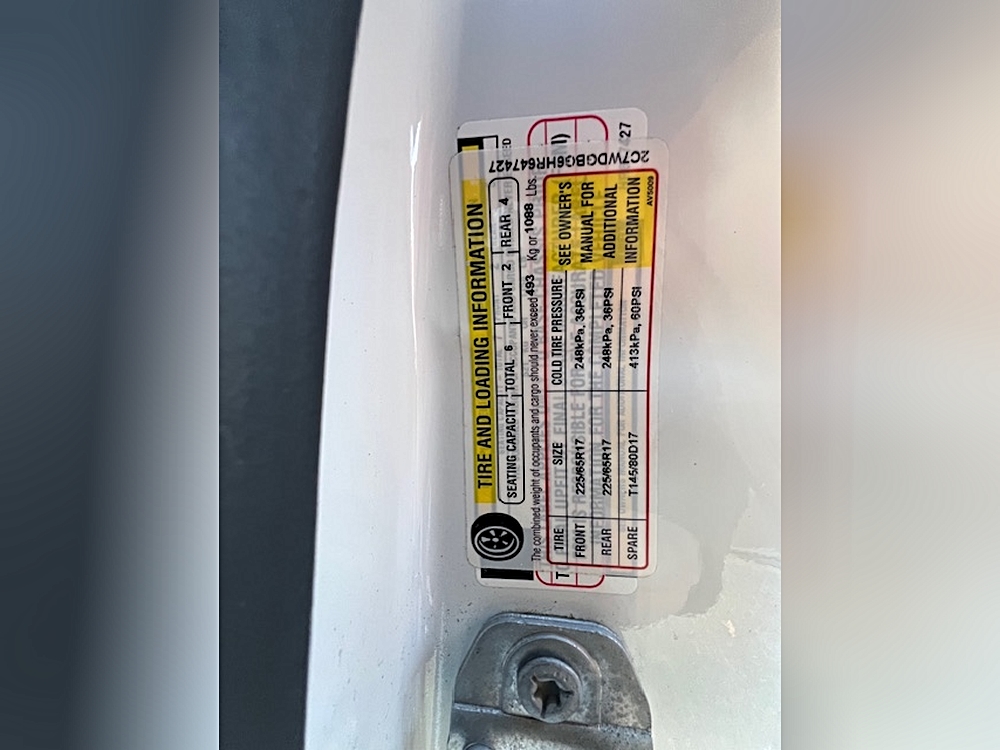 2C7WDGBG6HR647427
TIRE AND LOADING INFORMATION
SEATING CAPACITY TOTAL 6 FRONT 2 REAR 4
The combined weight of occupants and cargo should never exceed 493 Kg or 1088 Lbs.
TIRE SIZE COLD TIRE PRESSURE SEE OWNER'S
FRONT 225/65R17 248kPa, 36PSI MANUAL FOR
REAR 225/65R17 248kPa, 36PSI ADDITIONAL
SPARE T145/80D17 413kPa, 60PSI INFORMATION
AV5009
427